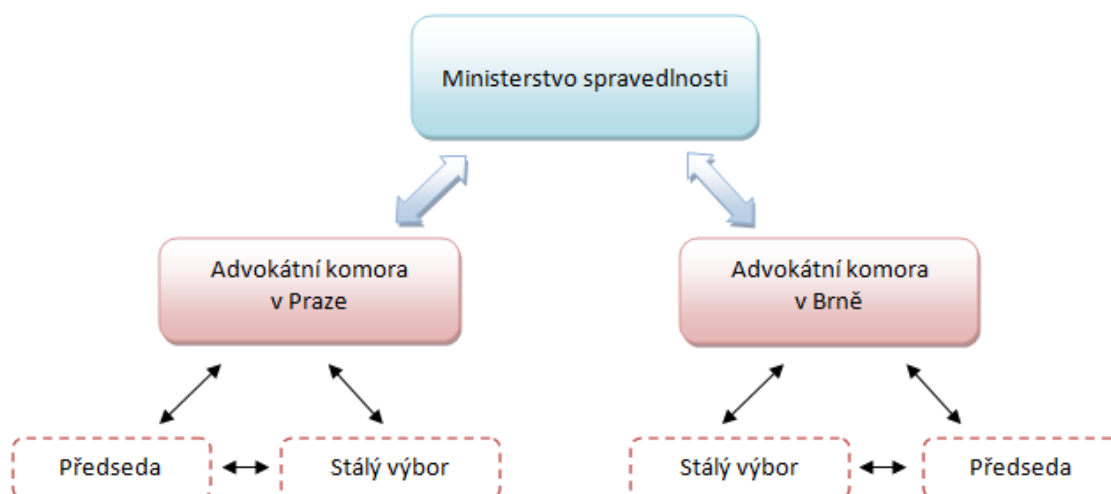 Ministerstvo spravedlnosti
Advokátní komora
v Praze
Advokátní komora
v Brně
Předseda
Stálý výbor
Stálý výbor
Předseda